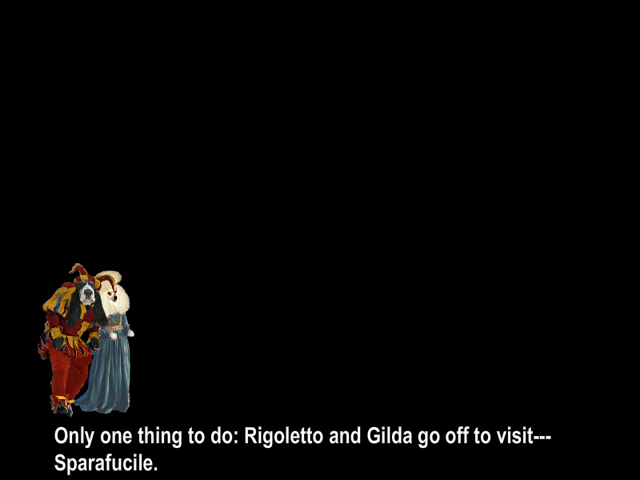 Only one thing to do: Rigoletto and Gilda go off to visit---
Sparafucile.